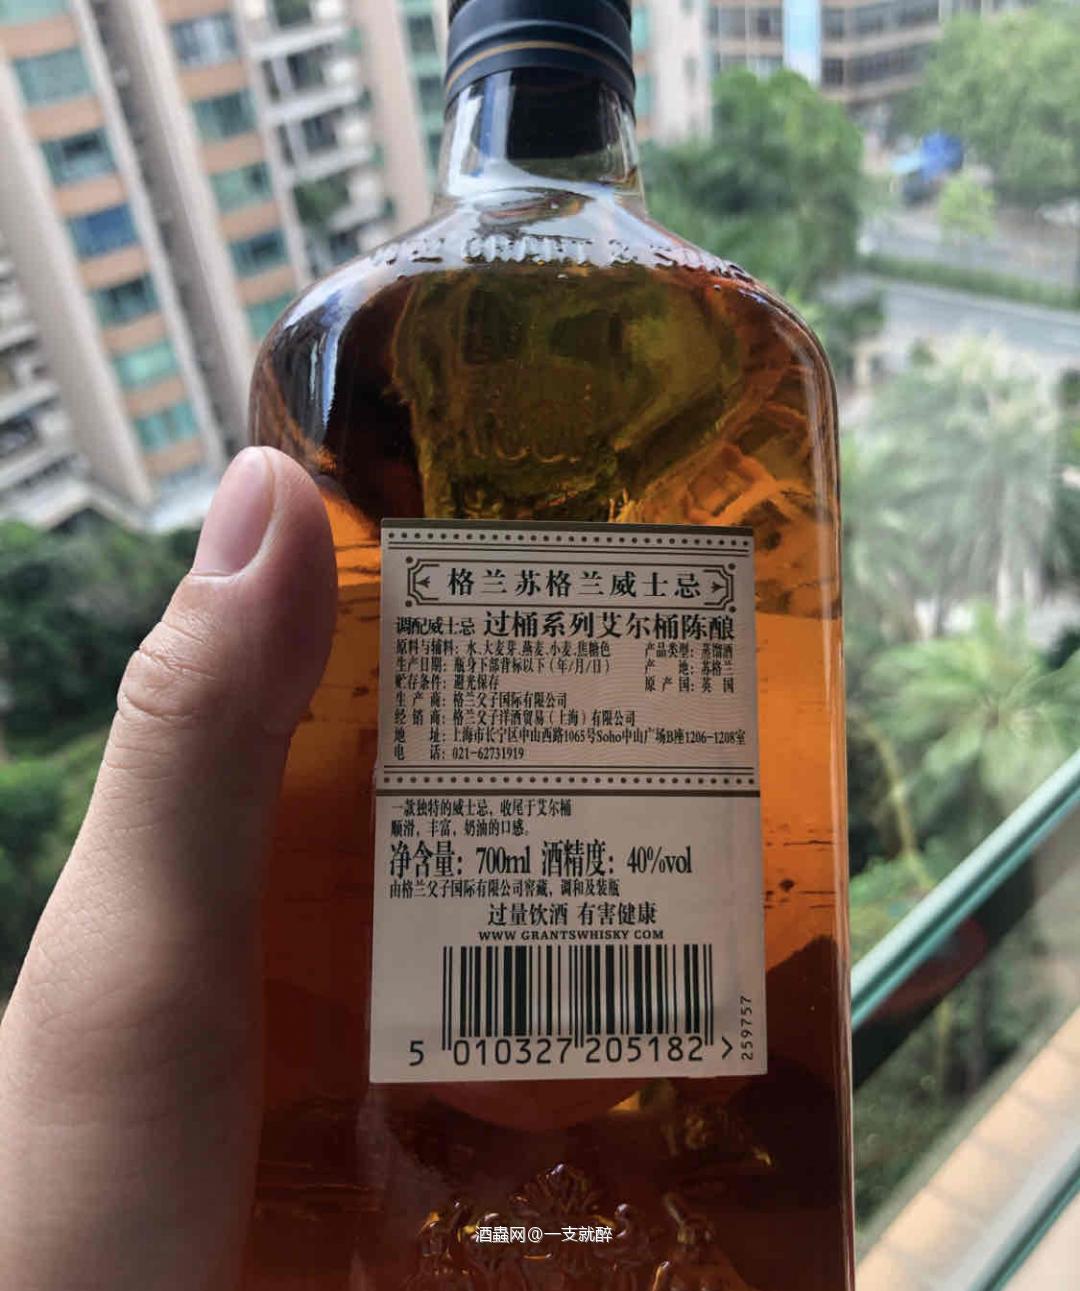 格兰苏格兰威士忌
调配威士忌 过桶系列艾尔桶陈酿
原料与辅料：水、大麦芽、燕麦、小麦、焦糖色 产品类型：蒸馏酒
生产日期：瓶身下部背标以下（年/月/日） 产 地：苏格兰
贮存条件：避光保存 原 产 国：英 国
生 产 商：格兰父子国际有限公司
经 销 商：格兰父子洋酒贸易（上海）有限公司
地 址：上海市长宁区中山西路1065号Soho中山广场B座1206-1208室
电 话：021-62731919
一款独特的威士忌，收尾于艾尔桶
顺滑，丰富，奶油的口感。
净含量：700ml 酒精度：40%vol
由格兰父子国际有限公司窖藏，调和及装瓶
过量饮酒 有害健康
WWW GRANTSWHISKY COM
5 010327 205182 >
259757
酒蟲网@一支就醉